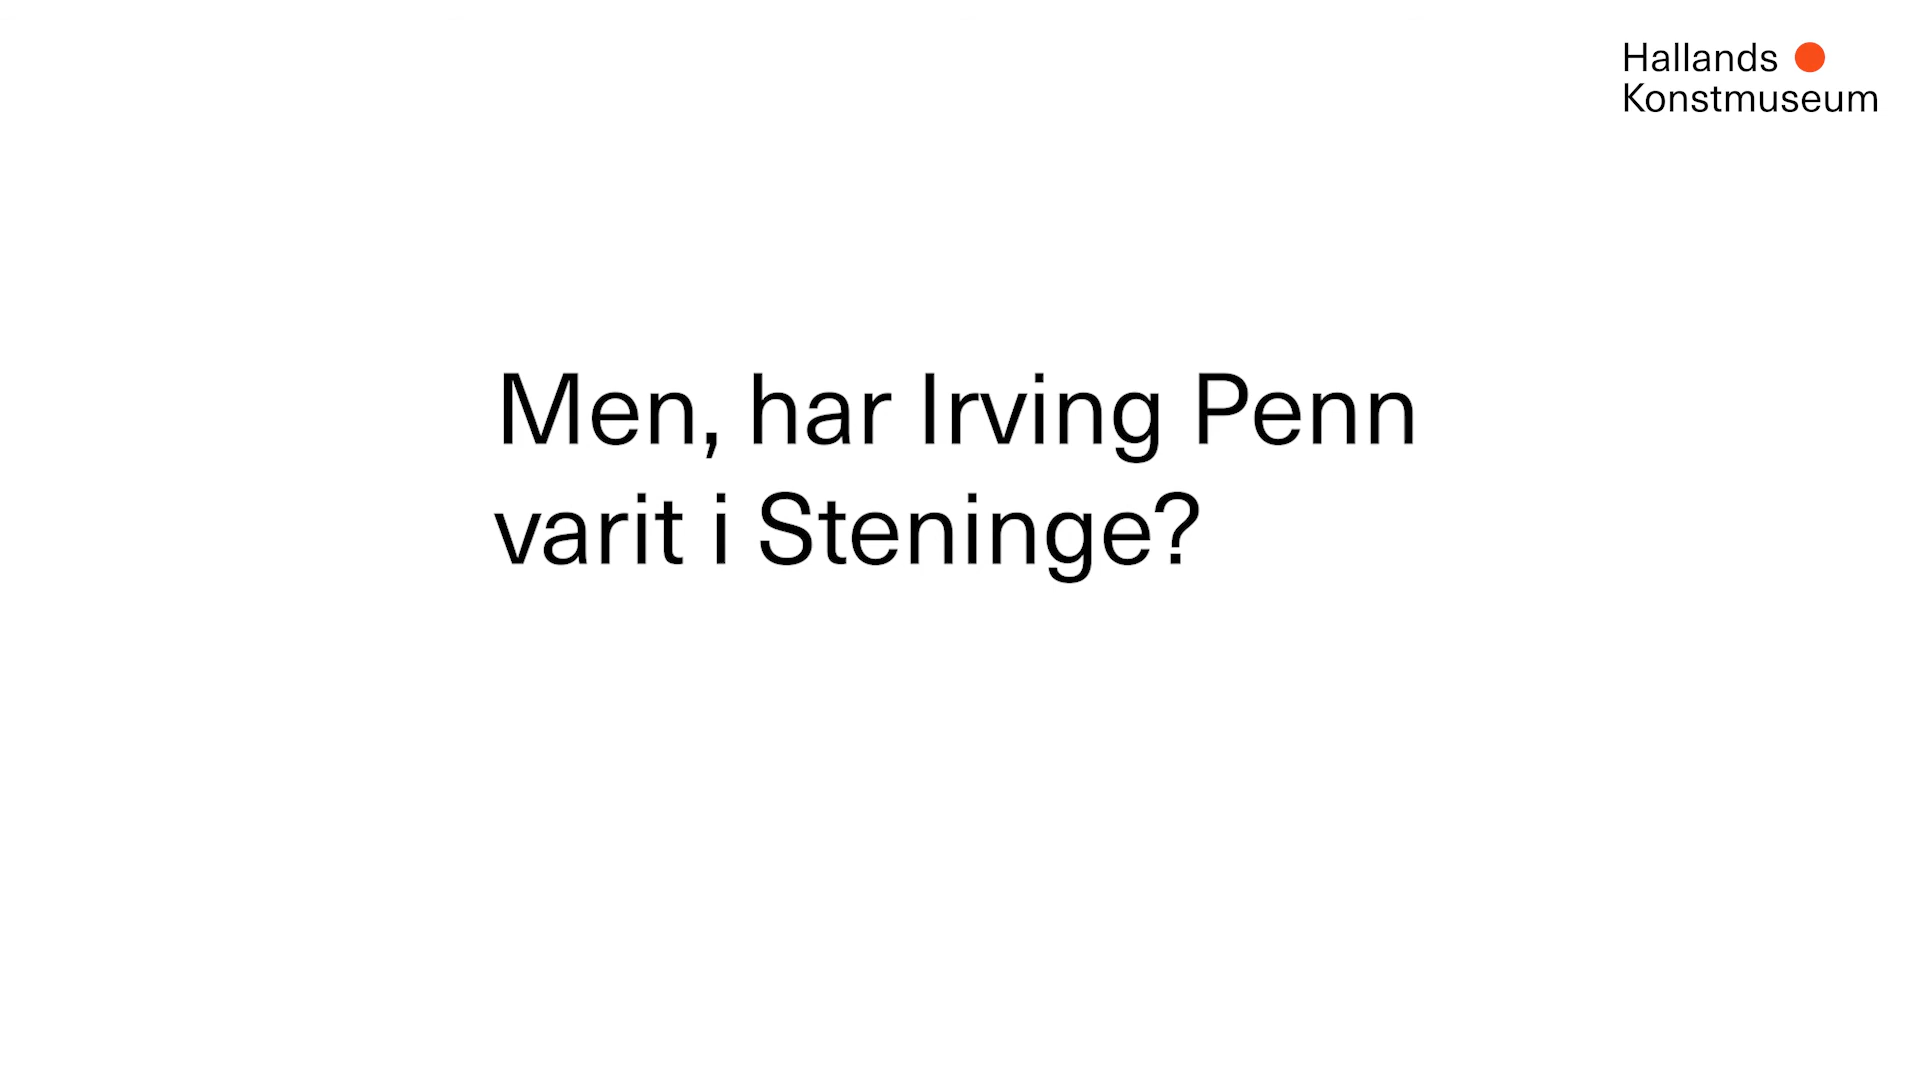 Hallands
Konstmuseum
Men, har Irving Penn
varit i Steninge?